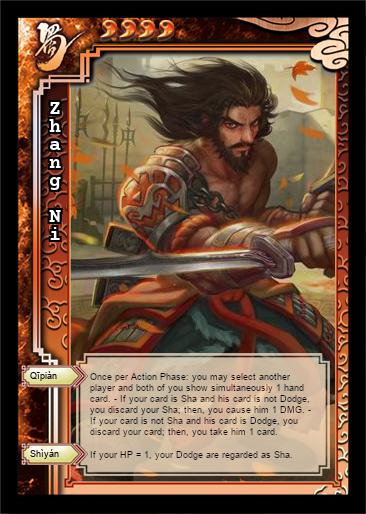 蜀
Zhang Ni
Qīpiàn
Once per Action Phase: you may select another
player and both of you show simultaneously 1 hand
card. - If your card is Sha and his card is not Dodge,
you discard your Sha; then, you cause him 1 DMG. -
If your card is not Sha and his card is Dodge, you
discard your card; then, you take him 1 card.
Shìyán
If your HP = 1, your Dodge are regarded as Sha.